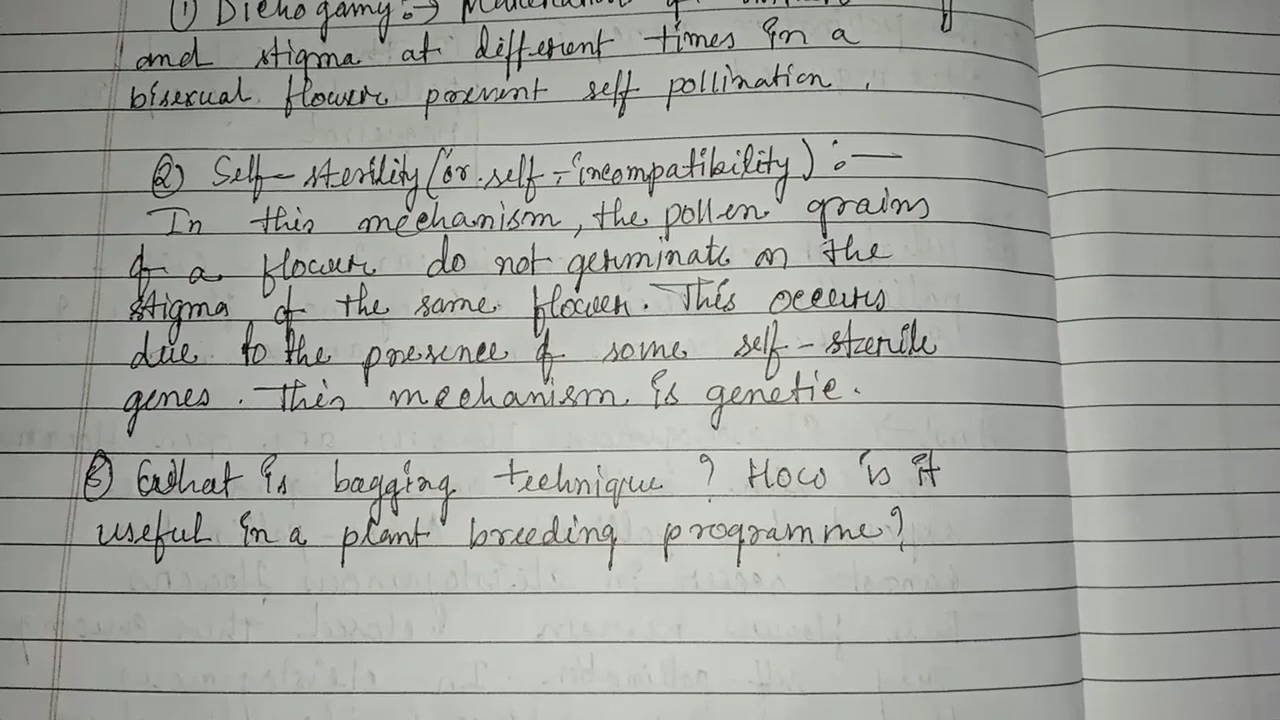 (1) Dichogamy :→ Maturation of
and stigma at different times in a
bisexual flower prevent self pollination.
(2) Self-sterility (or self-incompatibility) :—
In this mechanism, the pollen grains
of a flower do not germinate on the
stigma of the same flower. This occurs
due to the presence of some self-sterile
genes. This mechanism is genetic.
What is bagging technique? How is it
useful in a plant breeding programme?